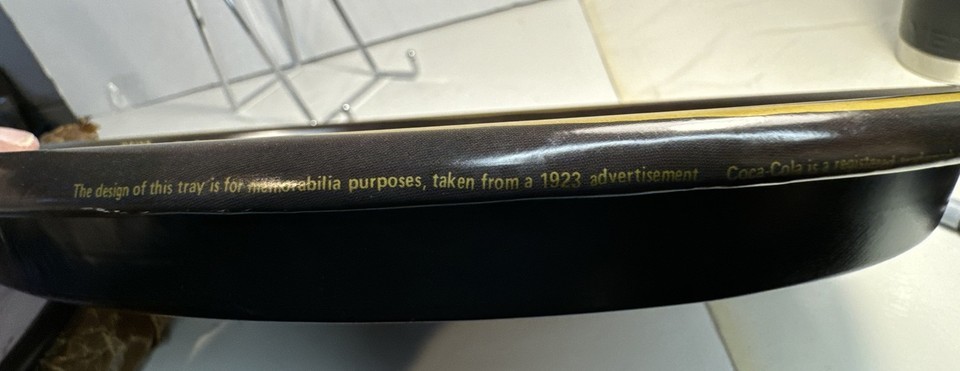 The design of this tray is for memorabilia purposes, taken from a 1923 advertisement Coca-Cola is a registered